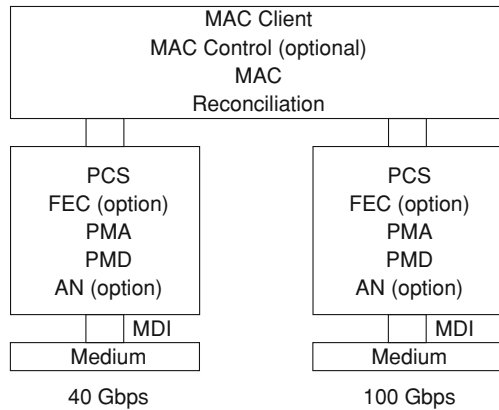 MAC Client
MAC Control (optional)
MAC
Reconciliation
PCS
FEC (option)
PMA
PMD
AN (option)
MDI
Medium
40 Gbps
PCS
FEC (option)
PMA
PMD
AN (option)
MDI
Medium
100 Gbps